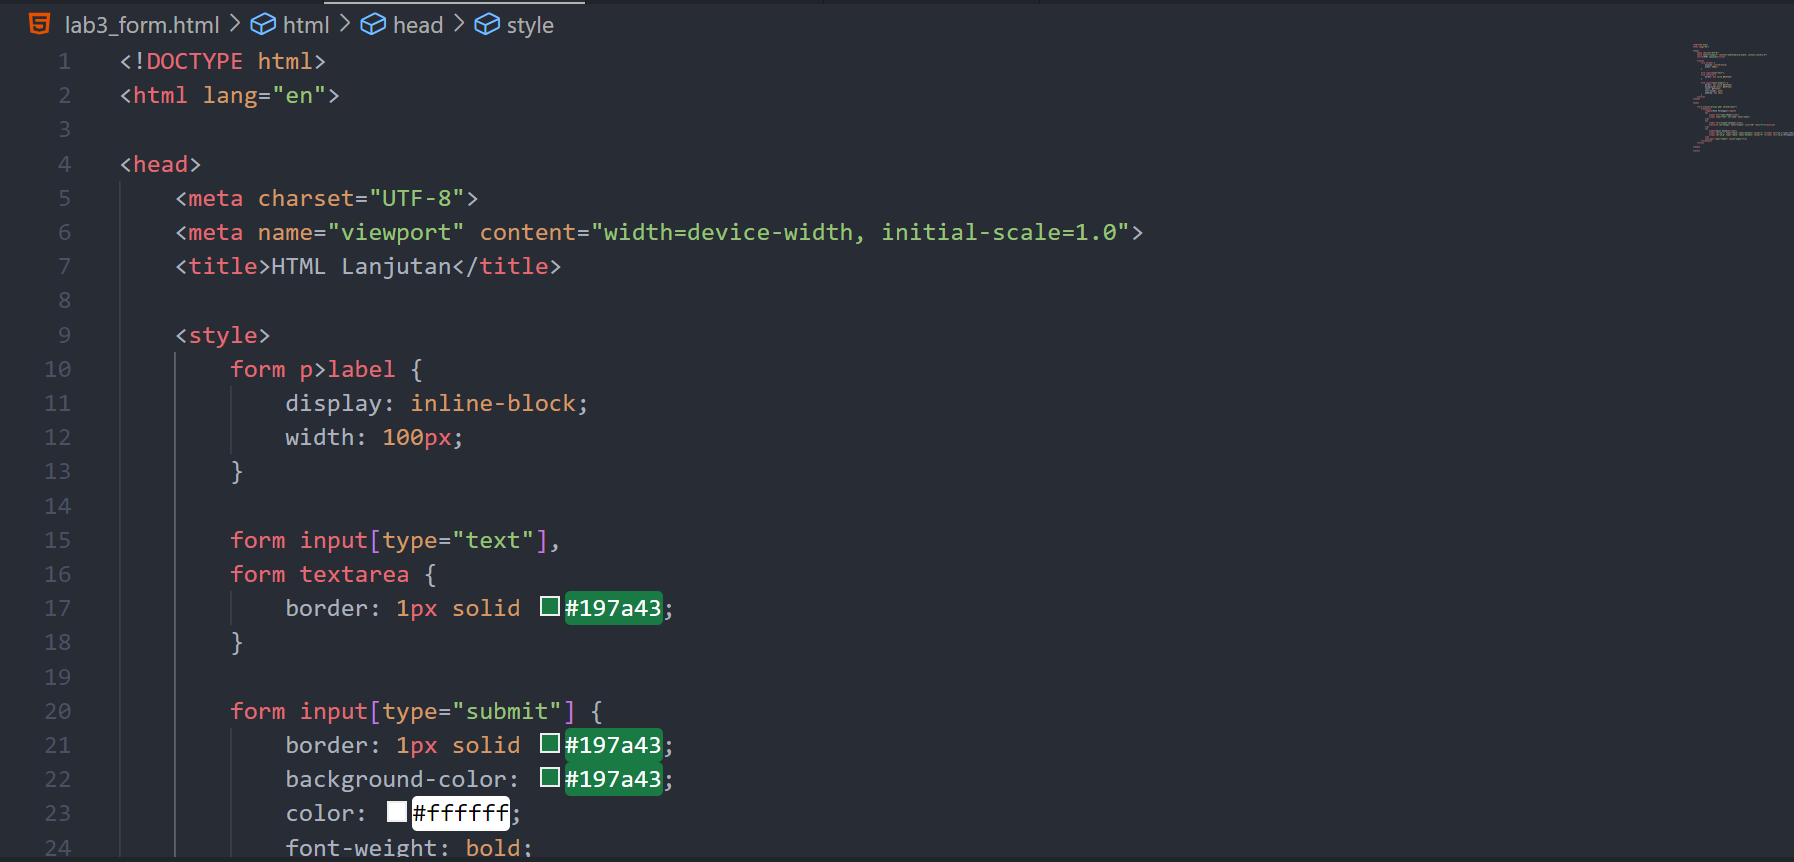 lab3_form.html > html > head > style
1 <!DOCTYPE html>
2 <html lang="en">
3
4 <head>
5 <meta charset="UTF-8">
6 <meta name="viewport" content="width=device-width, initial-scale=1.0">
7 <title>HTML Lanjutan</title>
8
9 <style>
10 form p>label {
11 display: inline-block;
12 width: 100px;
13 }
14
15 form input[type="text"],
16 form textarea {
17 border: 1px solid #197a43;
18 }
19
20 form input[type="submit"] {
21 border: 1px solid #197a43;
22 background-color: #197a43;
23 color: #ffffff;
24 font-weight: bold;